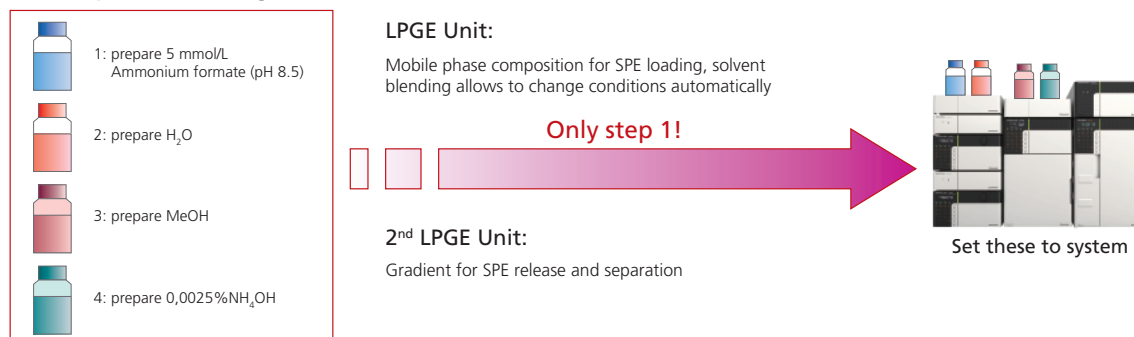 1: prepare 5 mmol/L
Ammonium formate (pH 8.5)
2: prepare H₂O
3: prepare MeOH
4: prepare 0,0025%NH₄OH
LPGE Unit:
Mobile phase composition for SPE loading, solvent
blending allows to change conditions automatically
Only step 1!
2ⁿᵈ LPGE Unit:
Gradient for SPE release and separation
Set these to system